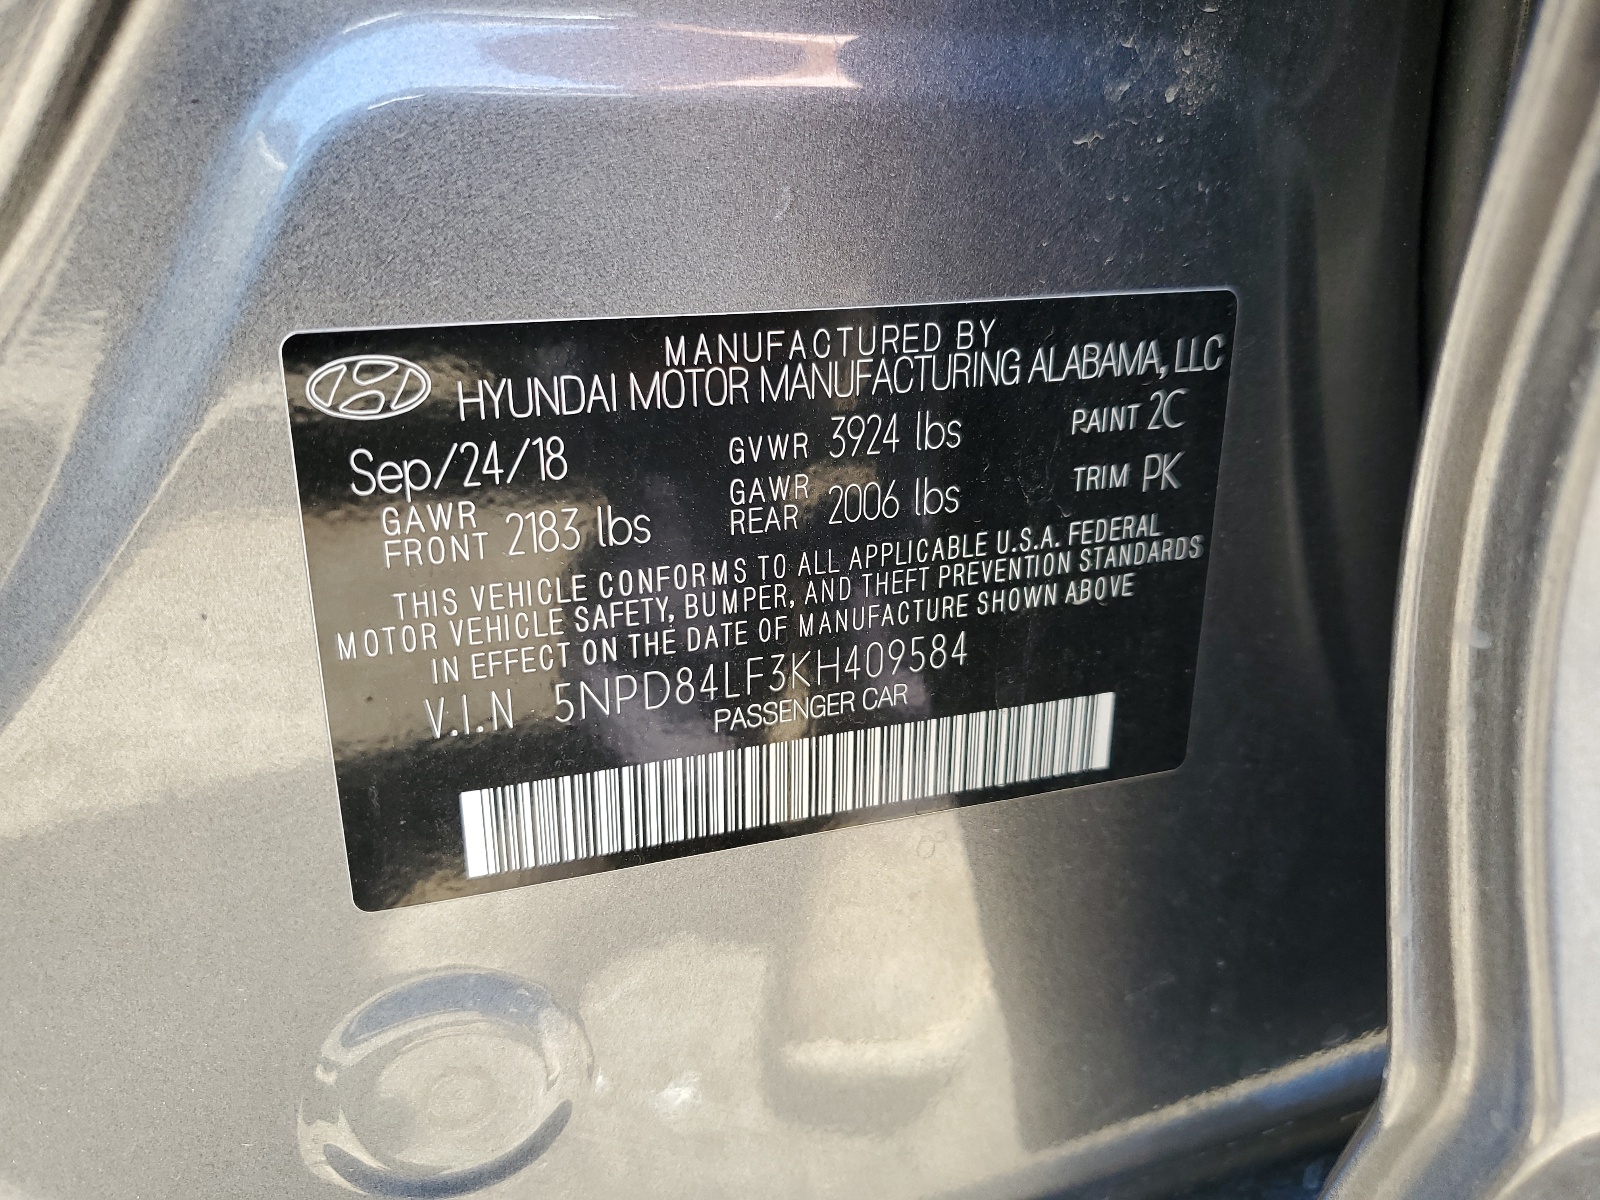 MANUFACTURED BY
HYUNDAI MOTOR MANUFACTURING ALABAMA, LLC
Sep/24/18 GVWR 3924 lbs PAINT 2C
GAWR FRONT 2183 lbs GAWR REAR 2006 lbs TRIM PK
THIS VEHICLE CONFORMS TO ALL APPLICABLE U.S.A. FEDERAL
MOTOR VEHICLE SAFETY, BUMPER, AND THEFT PREVENTION STANDARDS
IN EFFECT ON THE DATE OF MANUFACTURE SHOWN ABOVE
V.I.N 5NPD84LF3KH409584
PASSENGER CAR